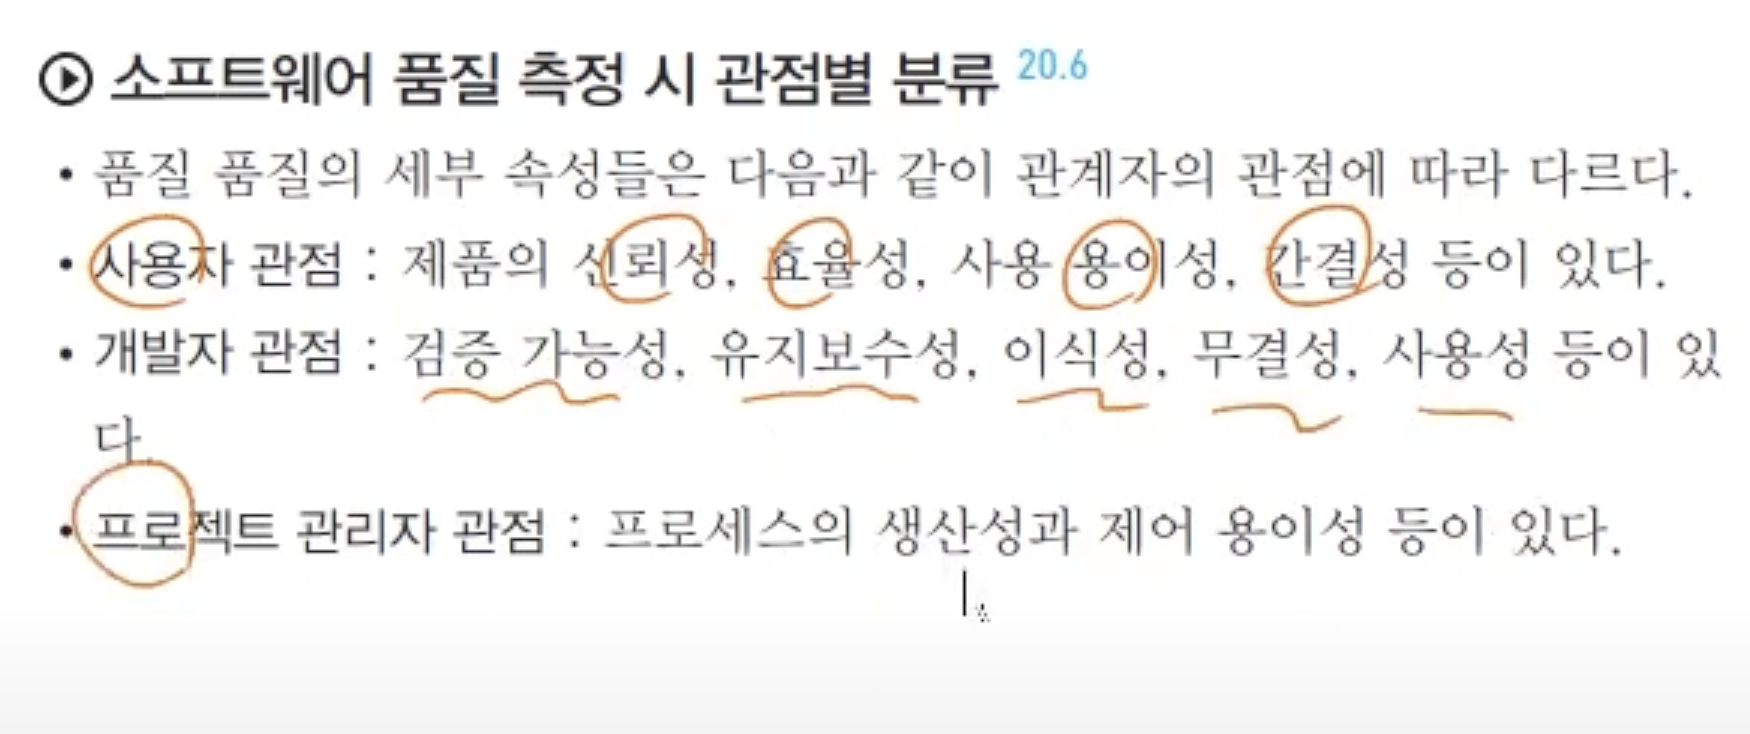 소프트웨어 품질 측정 시 관점별 분류 20.6
• 품질 품질의 세부 속성들은 다음과 같이 관계자의 관점에 따라 다르다.
• 사용자 관점 : 제품의 신뢰성, 효율성, 사용 용이성, 간결성 등이 있다.
• 개발자 관점 : 검증 가능성, 유지보수성, 이식성, 무결성, 사용성 등이 있
다.
• 프로젝트 관리자 관점 : 프로세스의 생산성과 제어 용이성 등이 있다.